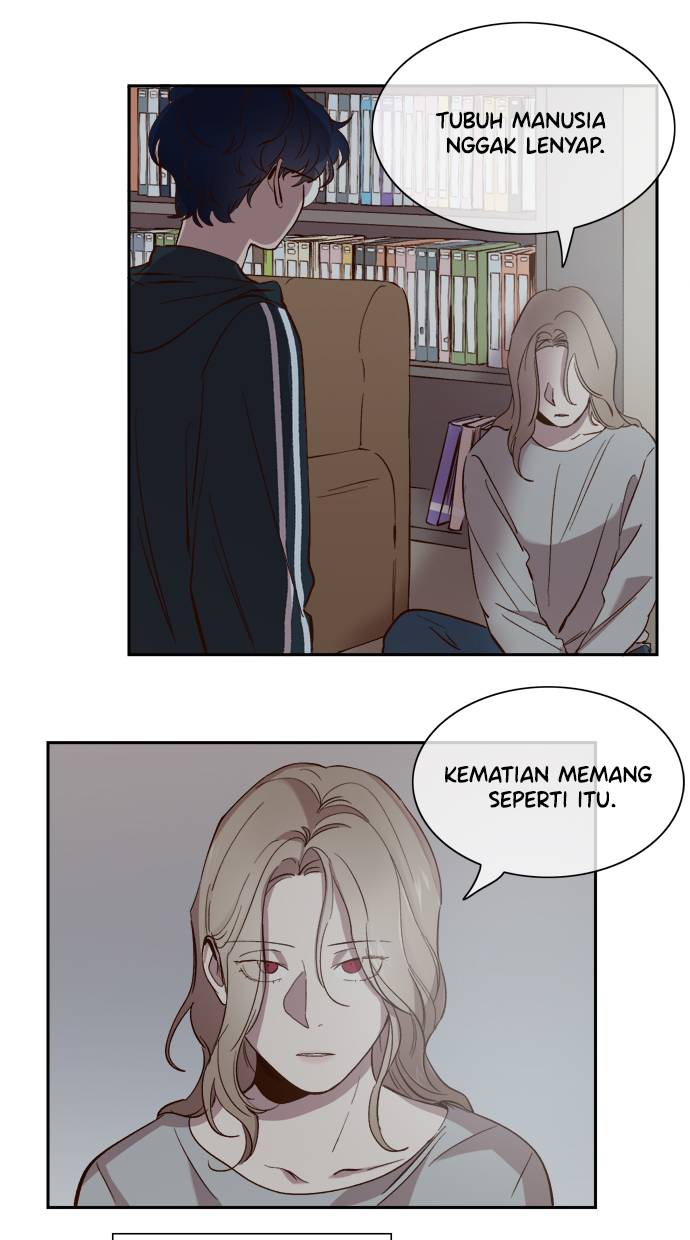 TUBUH MANUSIA
NGGAK LENYAP.
KEMATIAN MEMANG
SEPERTI ITU.